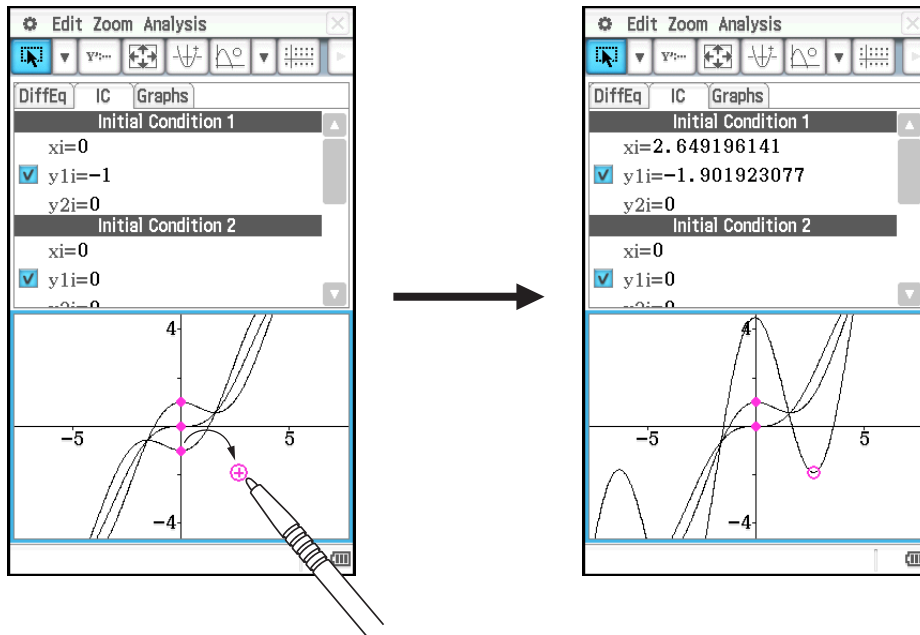 Edit Zoom Analysis
DiffEq IC Graphs
Initial Condition 1
xi=0
y1i=-1
y2i=0
Initial Condition 2
xi=0
y1i=0
y2i=0
4
-5
5
-4
Edit Zoom Analysis
DiffEq IC Graphs
Initial Condition 1
xi=2.649196141
y1i=-1.901923077
y2i=0
Initial Condition 2
xi=0
y1i=0
4
-5
5
-4